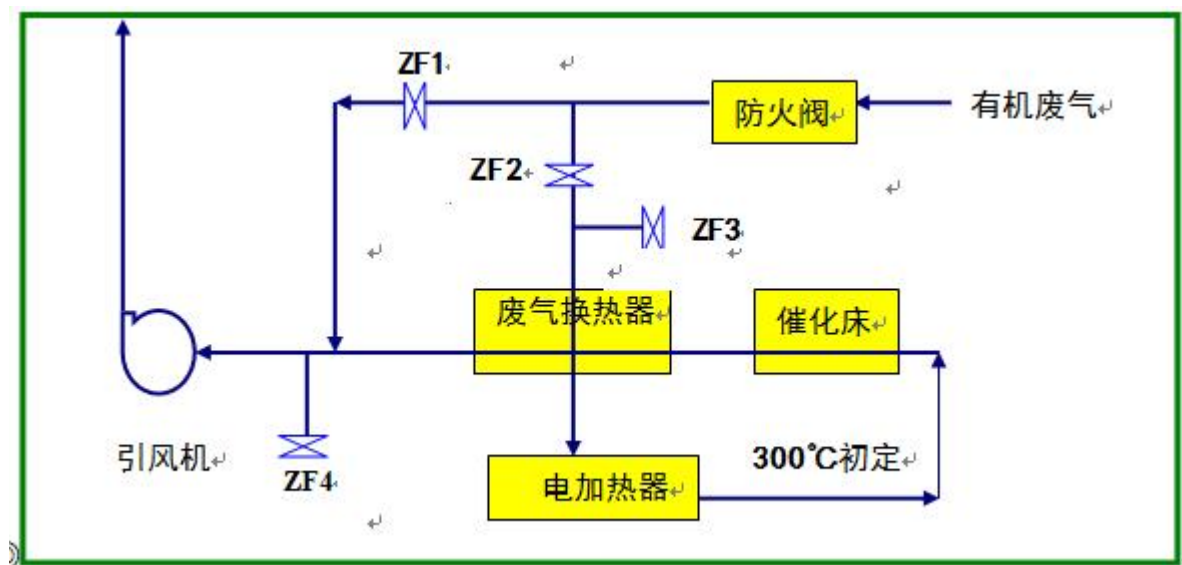 ZF1
防火阀
有机废气
ZF2
ZF3
废气换热器
催化床
引风机
ZF4
300℃初定
电加热器